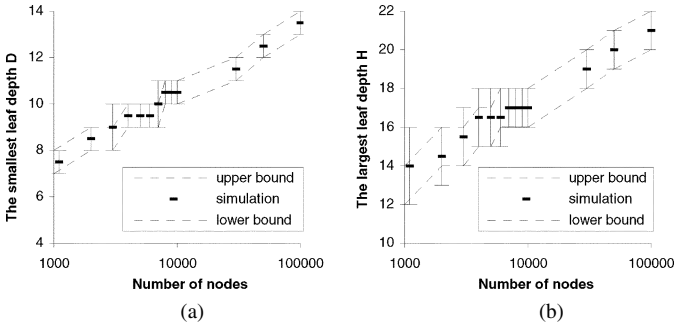 The smallest leaf depth D
14
12
10
8
6
4
upper bound
simulation
lower bound
1000 10000 100000
Number of nodes
(a)
The largest leaf depth H
22
20
18
16
14
12
10
upper bound
simulation
lower bound
1000 10000 100000
Number of nodes
(b)